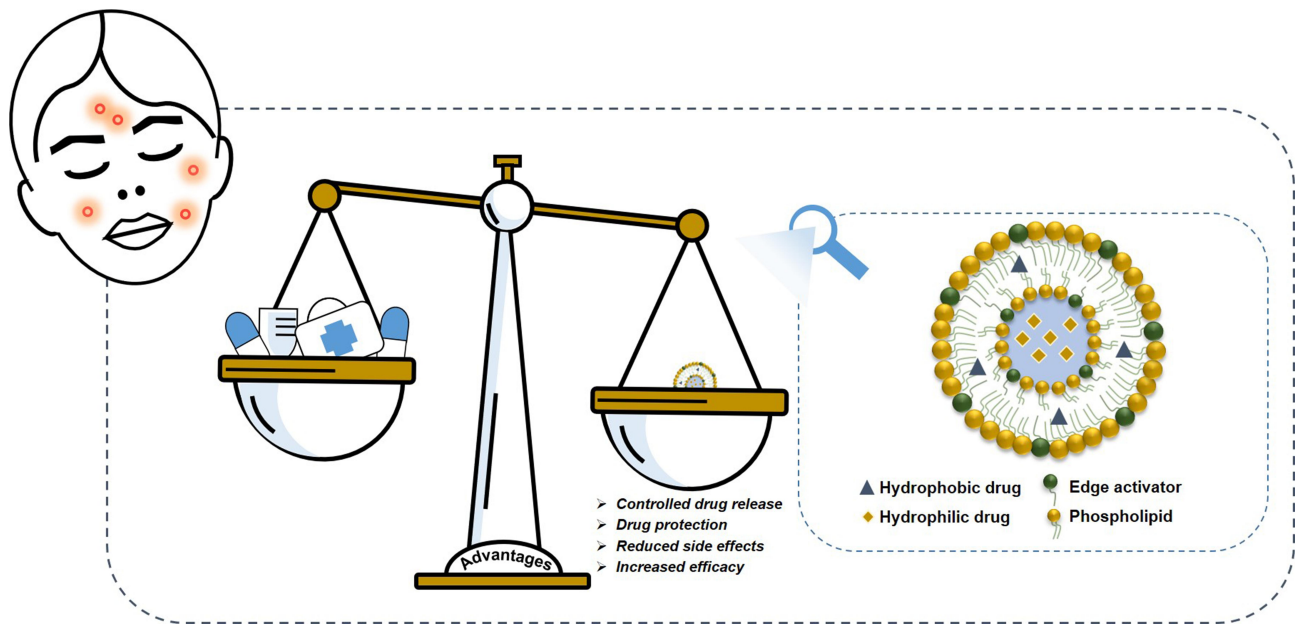 Advantages
Controlled drug release
Drug protection
Reduced side effects
Increased efficacy
Hydrophobic drug
Edge activator
Hydrophilic drug
Phospholipid